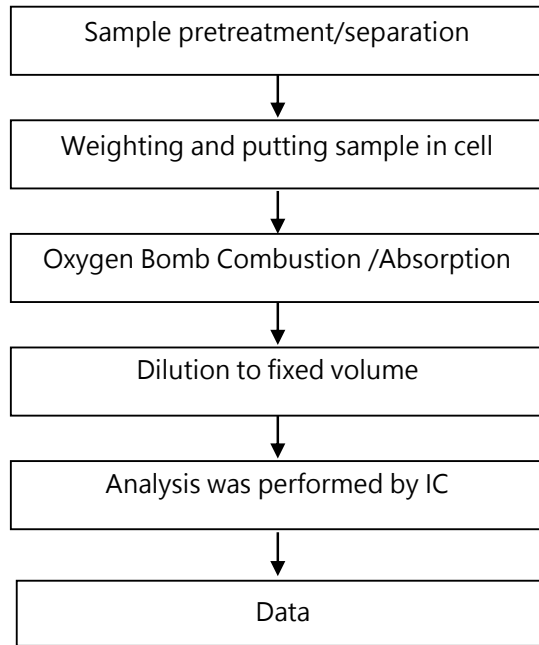 Sample pretreatment/separation
Weighting and putting sample in cell
Oxygen Bomb Combustion /Absorption
Dilution to fixed volume
Analysis was performed by IC
Data